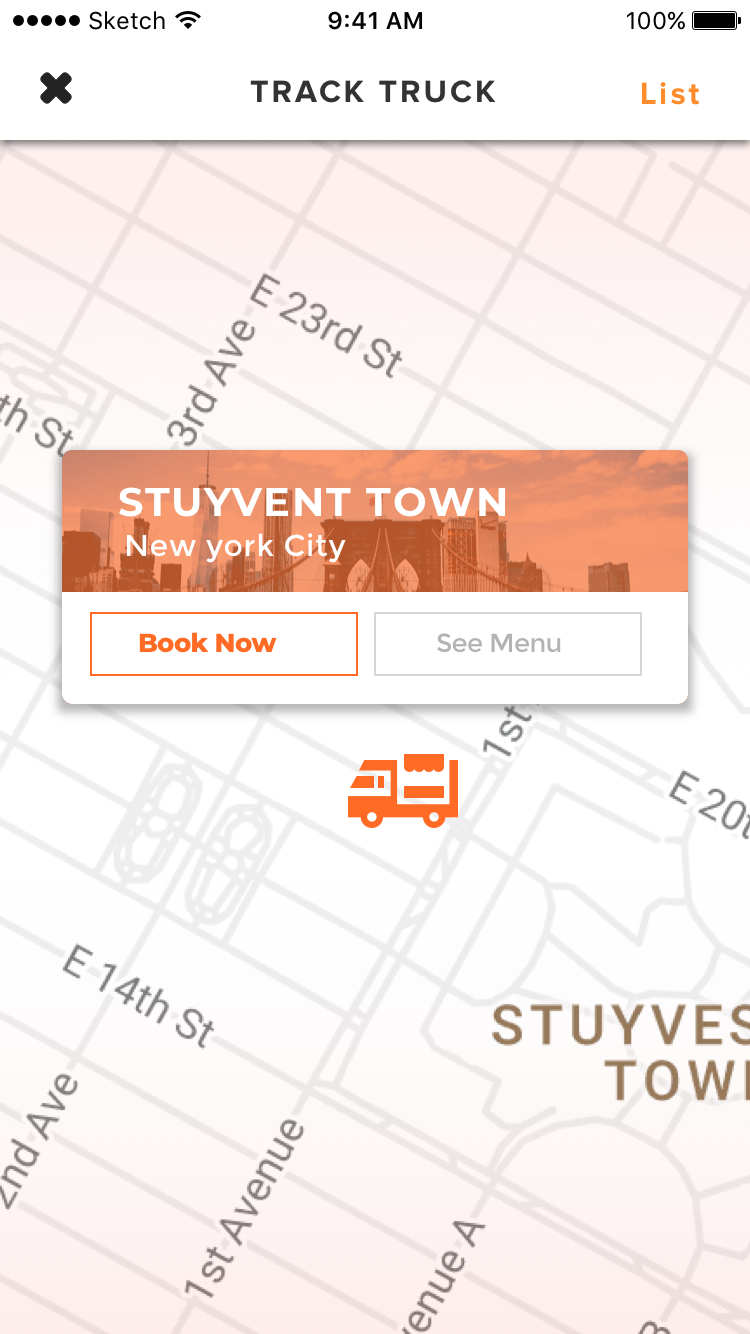 Sketch 9:41 AM 100%
TRACK TRUCK
List
E 23rd St
3rd Ave
th St
STUYVENT TOWN
New york City
Book Now
See Menu
1st
E 20t
E 14th St
STUYVES
TOW
2nd Ave
1st Avenue
venue A
B